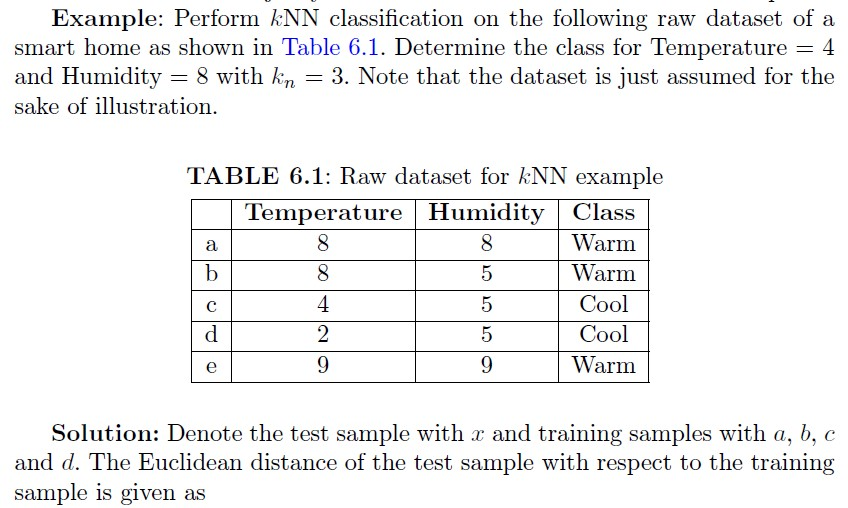 Example: Perform kNN classification on the following raw dataset of a
smart home as shown in Table 6.1. Determine the class for Temperature = 4
and Humidity = 8 with kₙ = 3. Note that the dataset is just assumed for the
sake of illustration.
TABLE 6.1: Raw dataset for kNN example
Temperature Humidity Class
a 8 8 Warm
b 8 5 Warm
c 4 5 Cool
d 2 5 Cool
e 9 9 Warm
Solution: Denote the test sample with x and training samples with a, b, c
and d. The Euclidean distance of the test sample with respect to the training
sample is given as